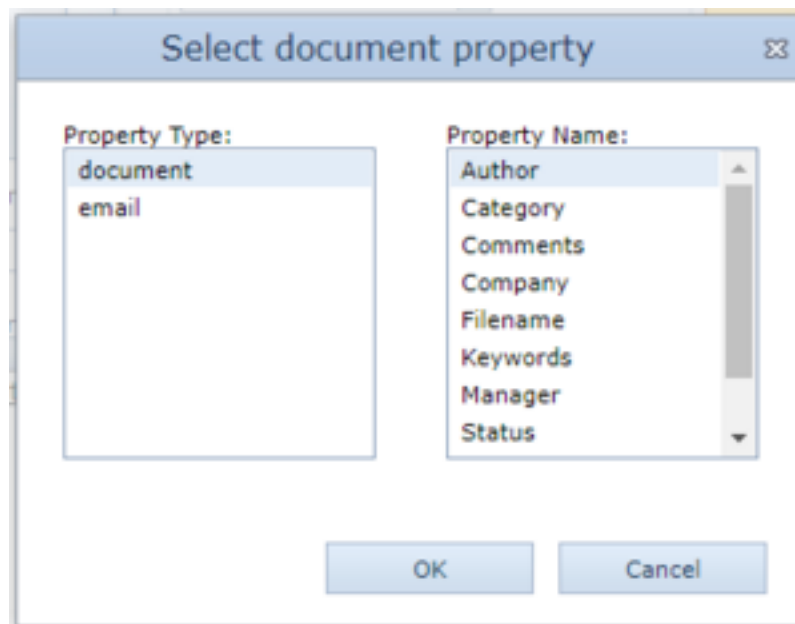 Select document property
Property Type:
document
email
Property Name:
Author
Category
Comments
Company
Filename
Keywords
Manager
Status
OK
Cancel